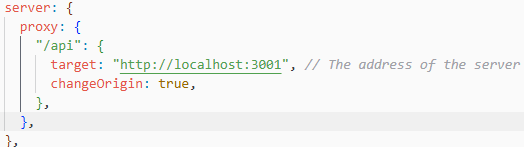 server: {
  proxy: {
    "/api": {
      target: "http://localhost:3001", // The address of the server
      changeOrigin: true,
    },
  },
},